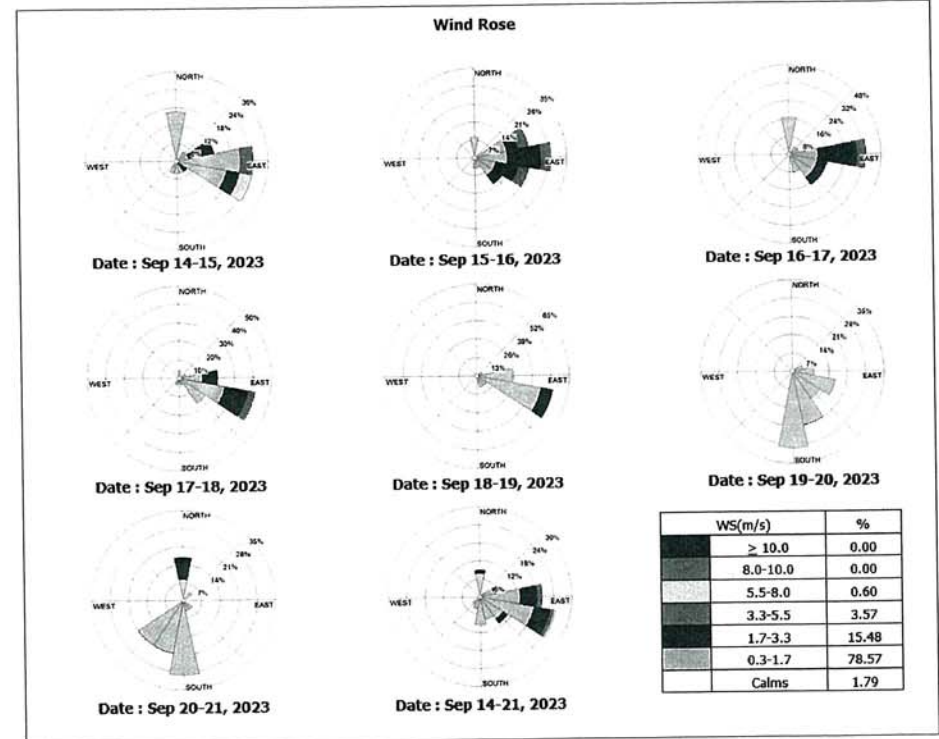 Wind Rose
NORTH
30%
24%
18%
12%
WEST
EAST
SOUTH
Date : Sep 14-15, 2023
NORTH
35%
28%
21%
14%
7%
WEST
EAST
SOUTH
Date : Sep 15-16, 2023
NORTH
40%
32%
24%
16%
8%
WEST
EAST
SOUTH
Date : Sep 16-17, 2023
NORTH
50%
40%
30%
20%
10%
WEST
EAST
SOUTH
Date : Sep 17-18, 2023
NORTH
65%
52%
39%
26%
13%
WEST
EAST
SOUTH
Date : Sep 18-19, 2023
NORTH
35%
28%
21%
14%
7%
WEST
EAST
SOUTH
Date : Sep 19-20, 2023
NORTH
35%
28%
21%
14%
7%
WEST
EAST
SOUTH
Date : Sep 20-21, 2023
NORTH
30%
24%
18%
12%
6%
WEST
EAST
SOUTH
Date : Sep 14-21, 2023
WS(m/s) %
≥ 10.0 0.00
8.0-10.0 0.00
5.5-8.0 0.60
3.3-5.5 3.57
1.7-3.3 15.48
0.3-1.7 78.57
Calms 1.79